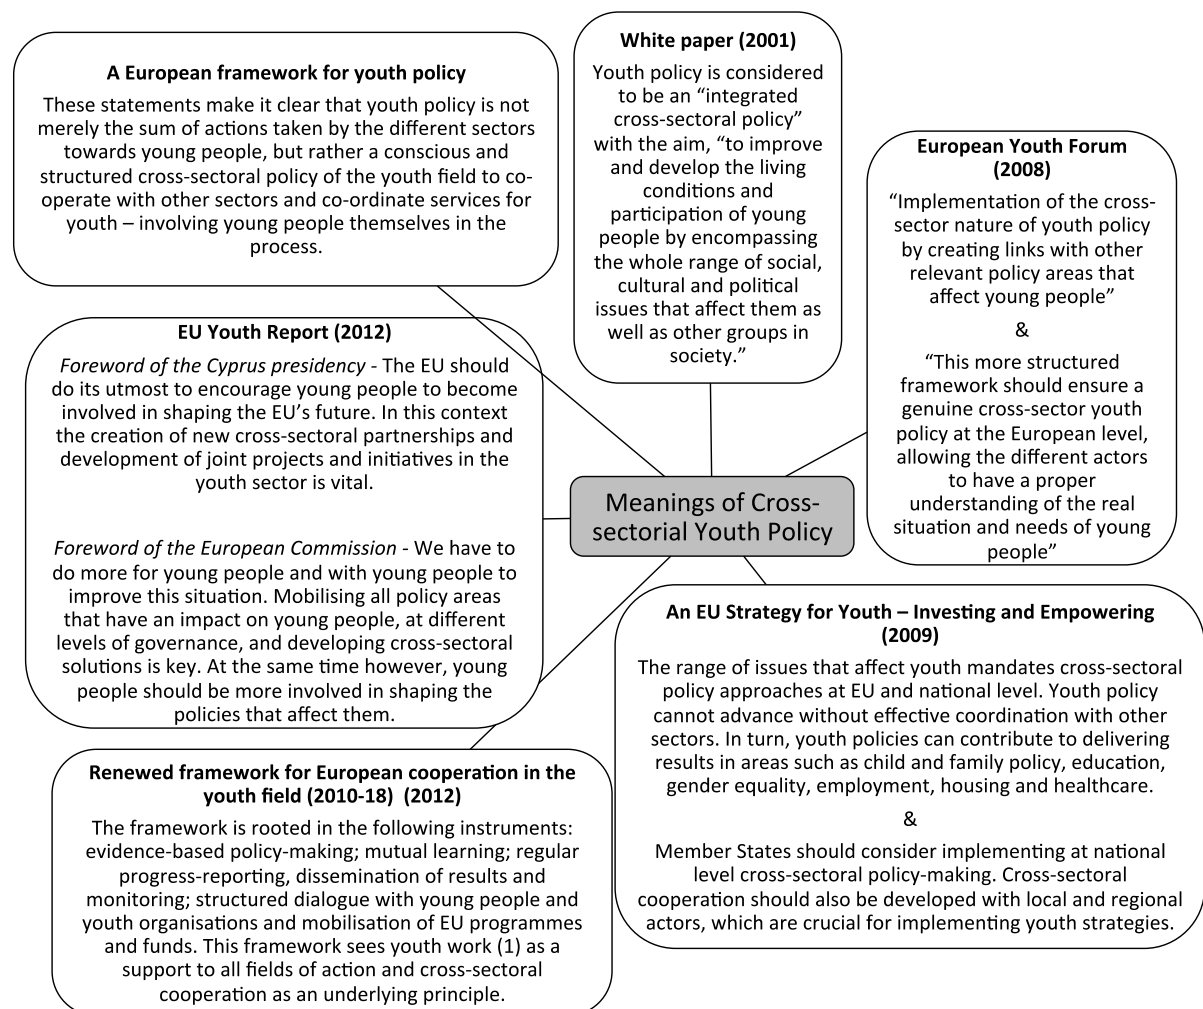 A European framework for youth policy
These statements make it clear that youth policy is not
merely the sum of actions taken by the different sectors
towards young people, but rather a conscious and
structured cross-sectoral policy of the youth field to co-
operate with other sectors and co-ordinate services for
youth – involving young people themselves in the
process.
White paper (2001)
Youth policy is considered
to be an “integrated
cross-sectoral policy”
with the aim, “to improve
and develop the living
conditions and
participation of young
people by encompassing
the whole range of social,
cultural and political
issues that affect them as
well as other groups in
society.”
European Youth Forum
(2008)
“Implementation of the cross-
sector nature of youth policy
by creating links with other
relevant policy areas that
affect young people”
&
“This more structured
framework should ensure a
genuine cross-sector youth
policy at the European level,
allowing the different actors
to have a proper
understanding of the real
situation and needs of young
people”
EU Youth Report (2012)
Foreword of the Cyprus presidency - The EU should
do its utmost to encourage young people to become
involved in shaping the EU’s future. In this context
the creation of new cross-sectoral partnerships and
development of joint projects and initiatives in the
youth sector is vital.
Foreword of the European Commission - We have to
do more for young people and with young people to
improve this situation. Mobilising all policy areas
that have an impact on young people, at different
levels of governance, and developing cross-sectoral
solutions is key. At the same time however, young
people should be more involved in shaping the
policies that affect them.
Meanings of Cross-
sectorial Youth Policy
An EU Strategy for Youth – Investing and Empowering
(2009)
The range of issues that affect youth mandates cross-sectoral
policy approaches at EU and national level. Youth policy
cannot advance without effective coordination with other
sectors. In turn, youth policies can contribute to delivering
results in areas such as child and family policy, education,
gender equality, employment, housing and healthcare.
&
Member States should consider implementing at national
level cross-sectoral policy-making. Cross-sectoral
cooperation should also be developed with local and regional
actors, which are crucial for implementing youth strategies.
Renewed framework for European cooperation in the
youth field (2010-18) (2012)
The framework is rooted in the following instruments:
evidence-based policy-making; mutual learning; regular
progress-reporting, dissemination of results and
monitoring; structured dialogue with young people and
youth organisations and mobilisation of EU programmes
and funds. This framework sees youth work (1) as a
support to all fields of action and cross-sectoral
cooperation as an underlying principle.